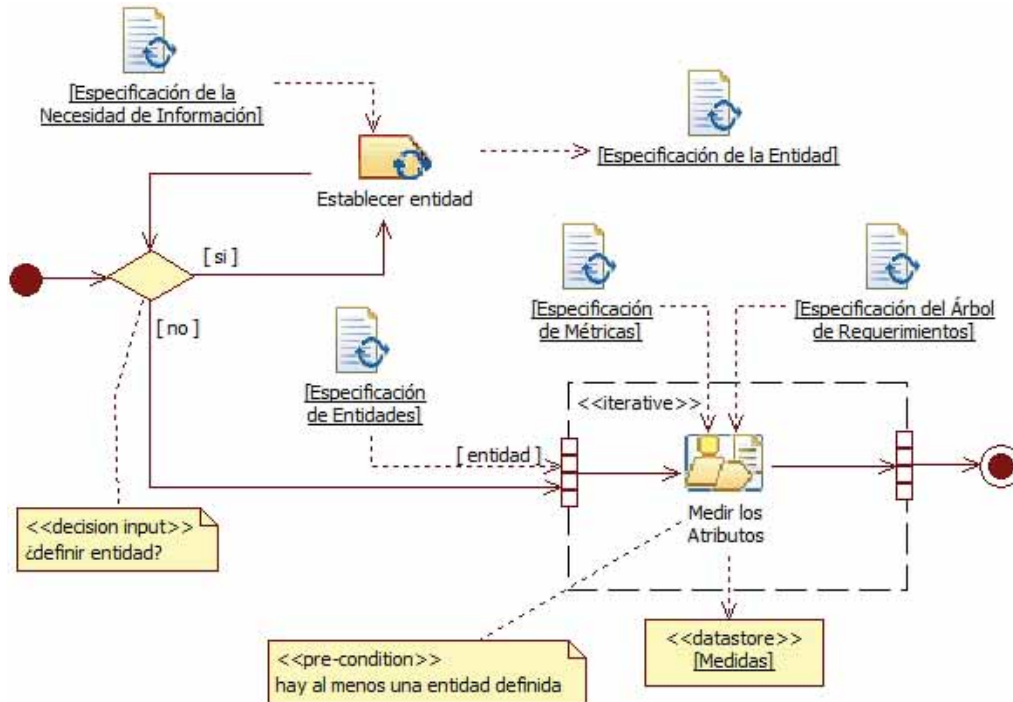 [Especificación de la
Necesidad de Información]
[Especificación de la Entidad]
Establecer entidad
[ si ]
[ no ]
[Especificación
de Métricas]
[Especificación del Árbol
de Requerimientos]
[Especificación
de Entidades]
<<iterative>>
[ entidad ]
Medir los
Atributos
<<decision input>>
¿definir entidad?
<<datastore>>
[Medidas]
<<pre-condition>>
hay al menos una entidad definida